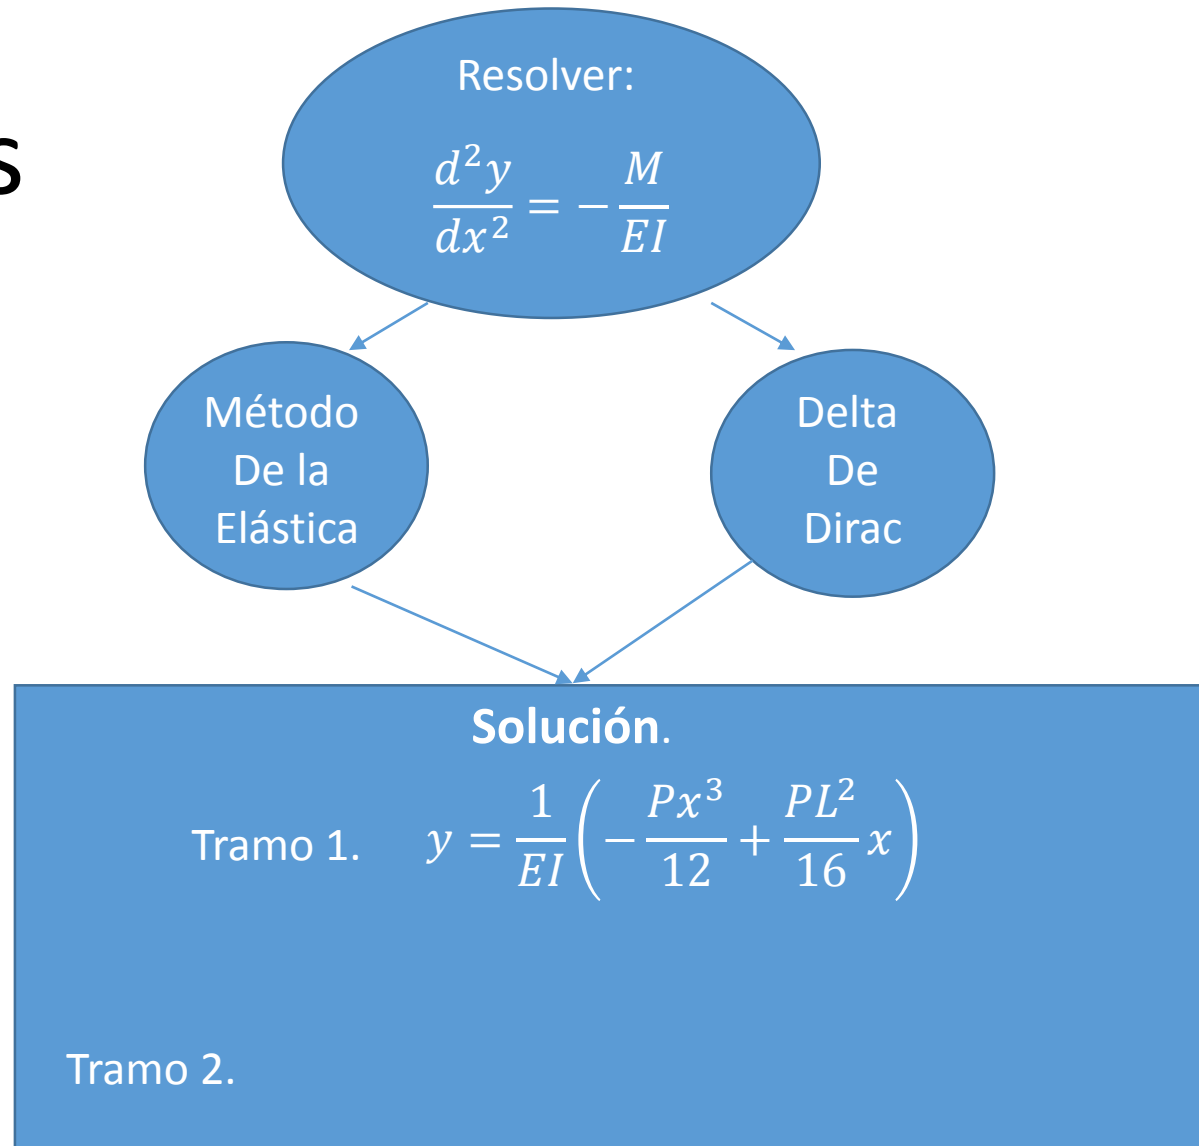 s
Resolver:
d²y/dx² = −M/EI
Método
De la
Elástica
Delta
De
Dirac
Solución.
Tramo 1. y = 1/EI (−Px³/12 + PL²/16 x)
Tramo 2.